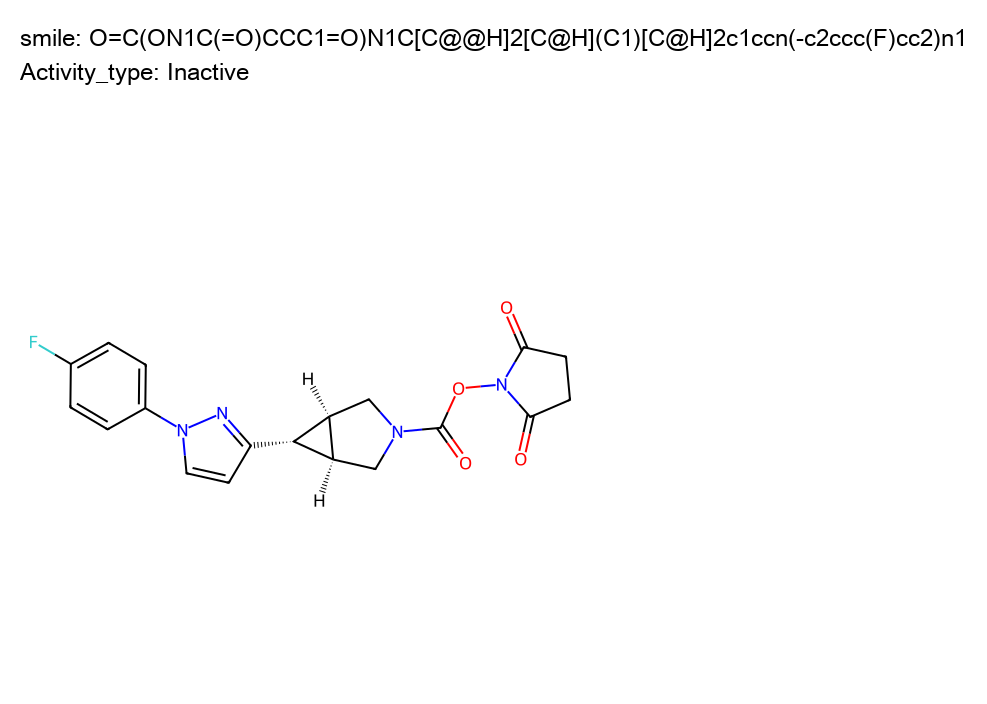 smile: O=C(ON1C(=O)CCC1=O)N1C[C@@H]2[C@H](C1)[C@H]2c1ccn(-c2ccc(F)cc2)n1
Activity_type: Inactive
O
F
H
O
N
N
N
N
O
O
H